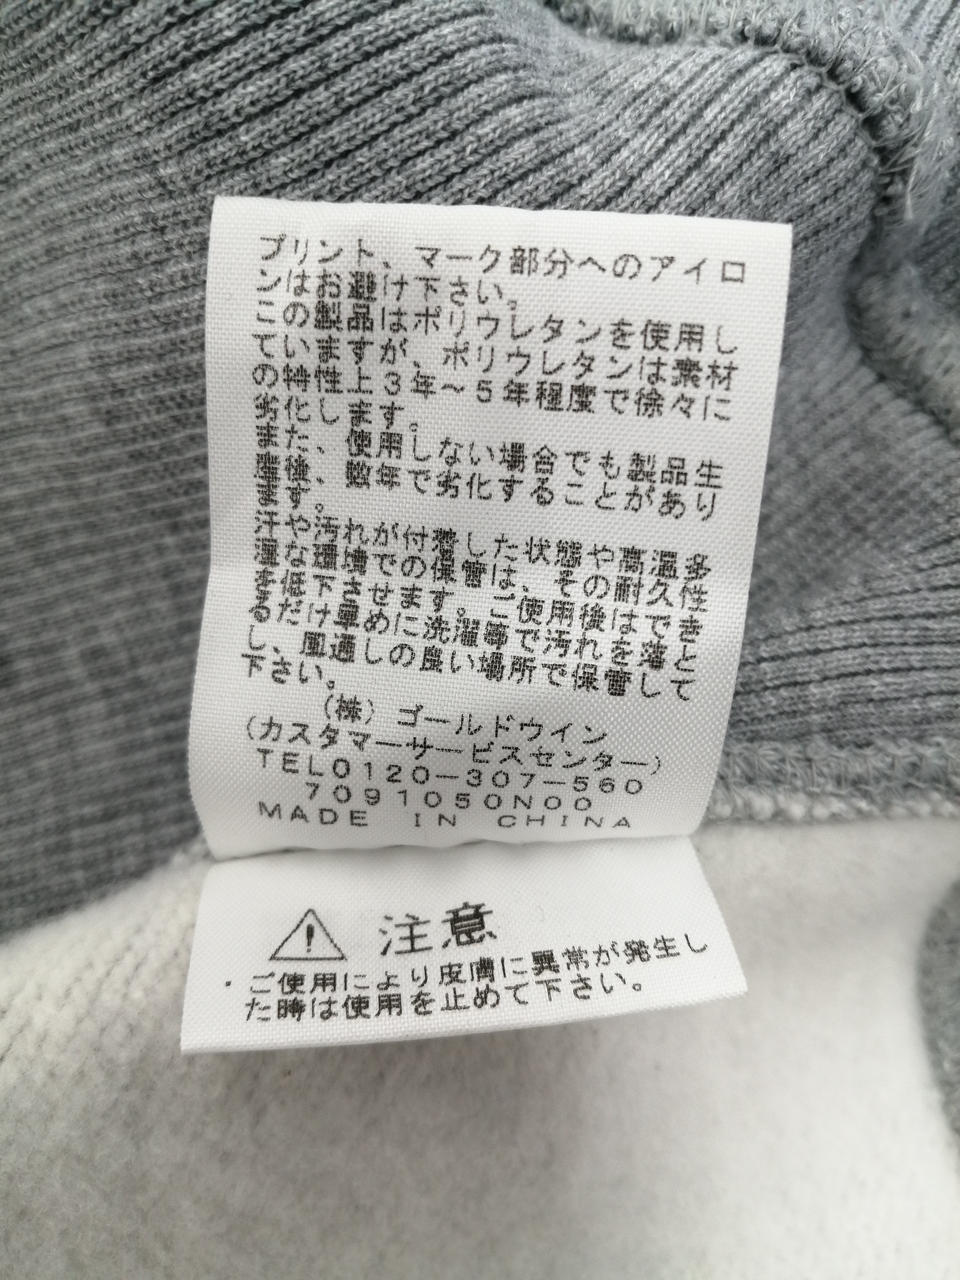 プリント、マーク部分へのアイロ
ンはお避け下さい。
この製品はポリウレタンを使用し
ていますが、ポリウレタンは素材
の特性上3年～5年程度で徐々に
劣化します。
また、使用しない場合でも製品生
産後、数年で劣化することがあり
ます。
汗や汚れが付着した状態や高温多
湿な環境での保管は、その耐久性
を低下させます。ご使用後はでき
るだけ早めに洗濯等で汚れを落と
し、風通しの良い場所で保管して
下さい。
(株)ゴールドウイン
(カスタマーサービスセンター)
TEL0120－307－560
7091050N00
MADE IN CHINA
注意
・ご使用により皮膚に異常が発生し
た時は使用を止めて下さい。